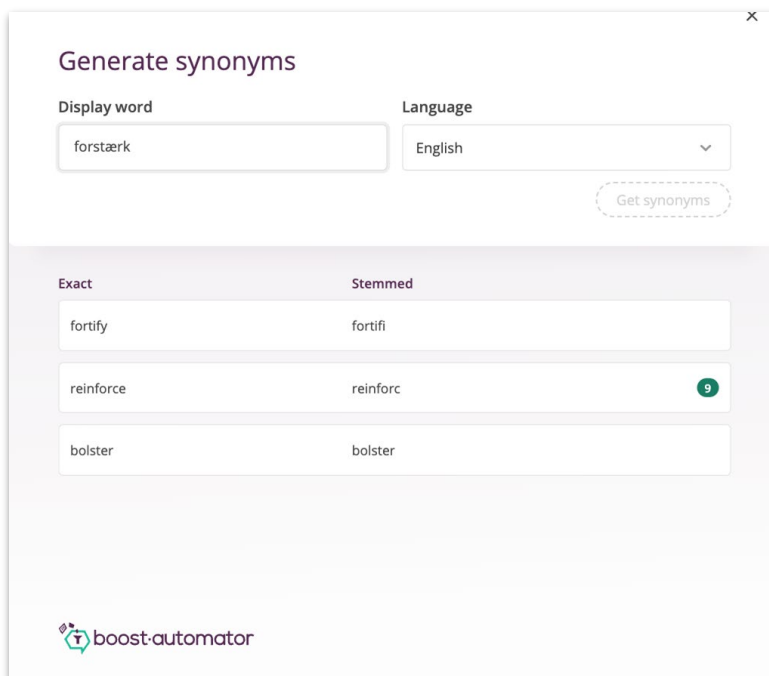 Generate synonyms
Display word Language
forstærk English
Get synonyms
Exact Stemmed
fortify fortifi
reinforce reinforc 9
bolster bolster
boost·automator